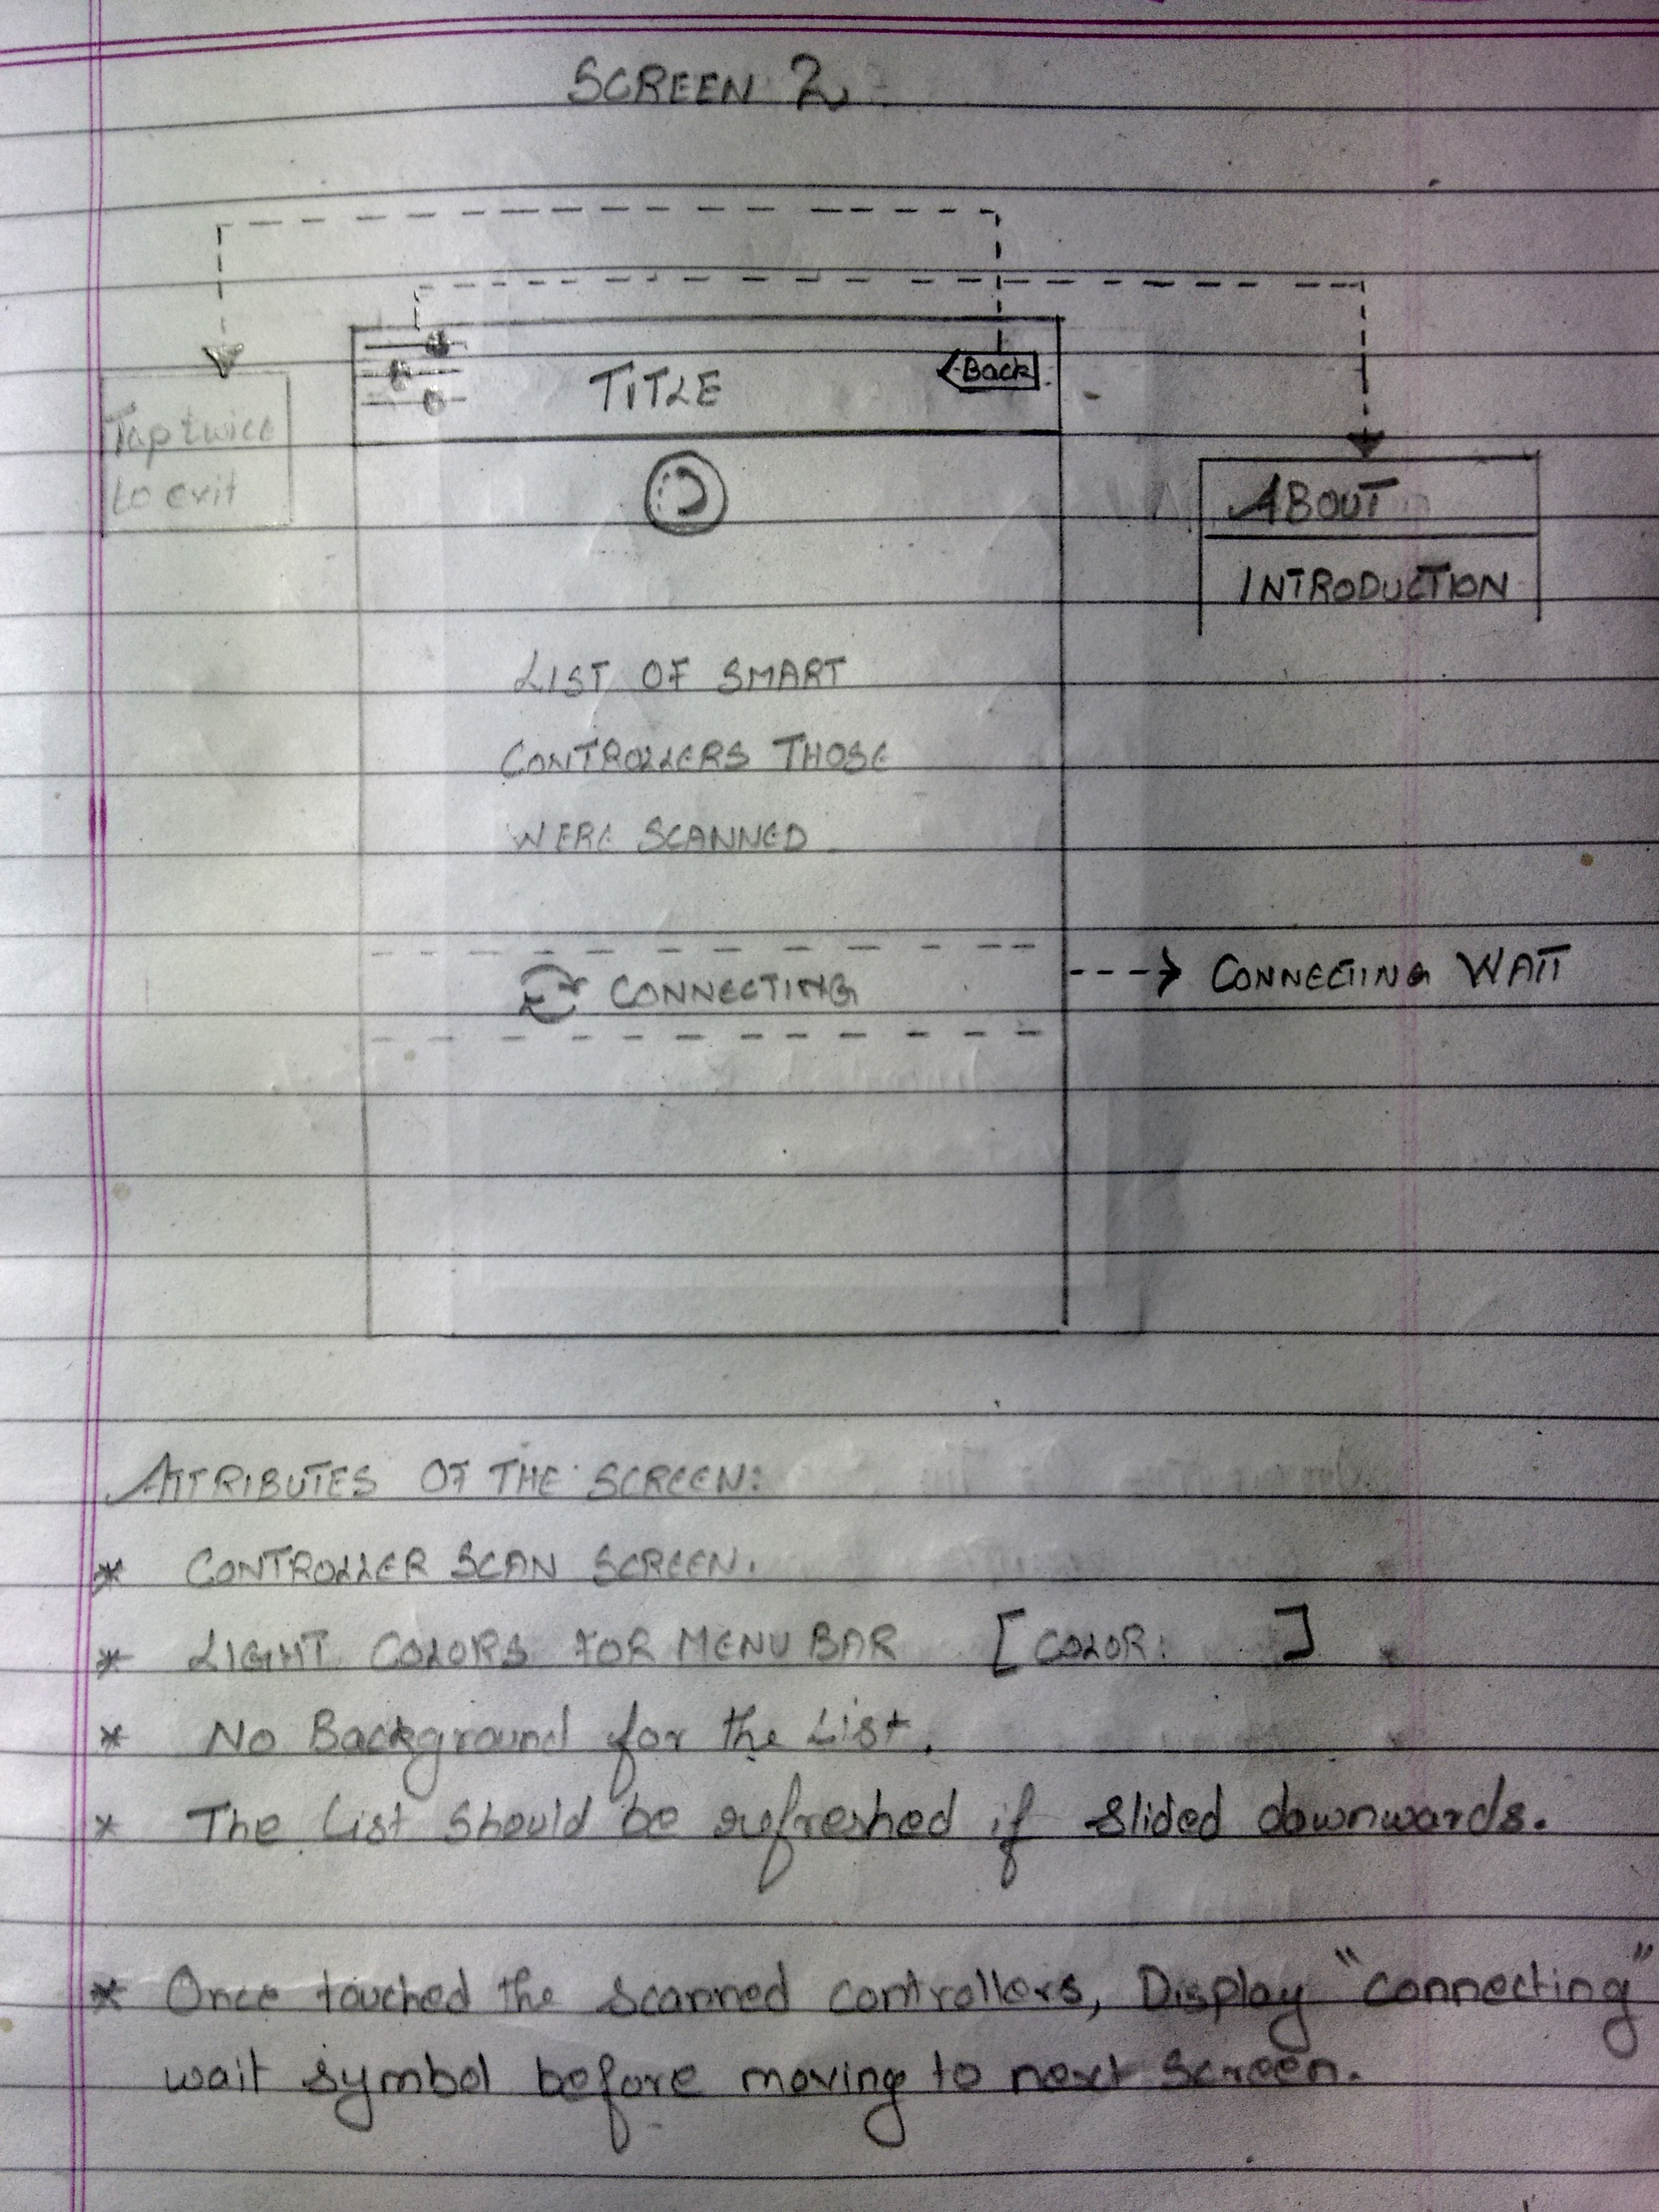 SCREEN 2
TITLE
Back
Tap twice
to exit
ABOUT
INTRODUCTION
LIST OF SMART
CONTROLLERS THOSE
WERE SCANNED
CONNECTING
CONNECTING WAIT
ATTRIBUTES OF THE SCREEN:
* CONTROLLER SCAN SCREEN.
* LIGHT COLORS FOR MENU BAR [COLOR: ]
* No Background for the List.
* The List should be refreshed if slided downwards.
* Once touched the scanned controllers, Display "connecting"
wait symbol before moving to next screen.